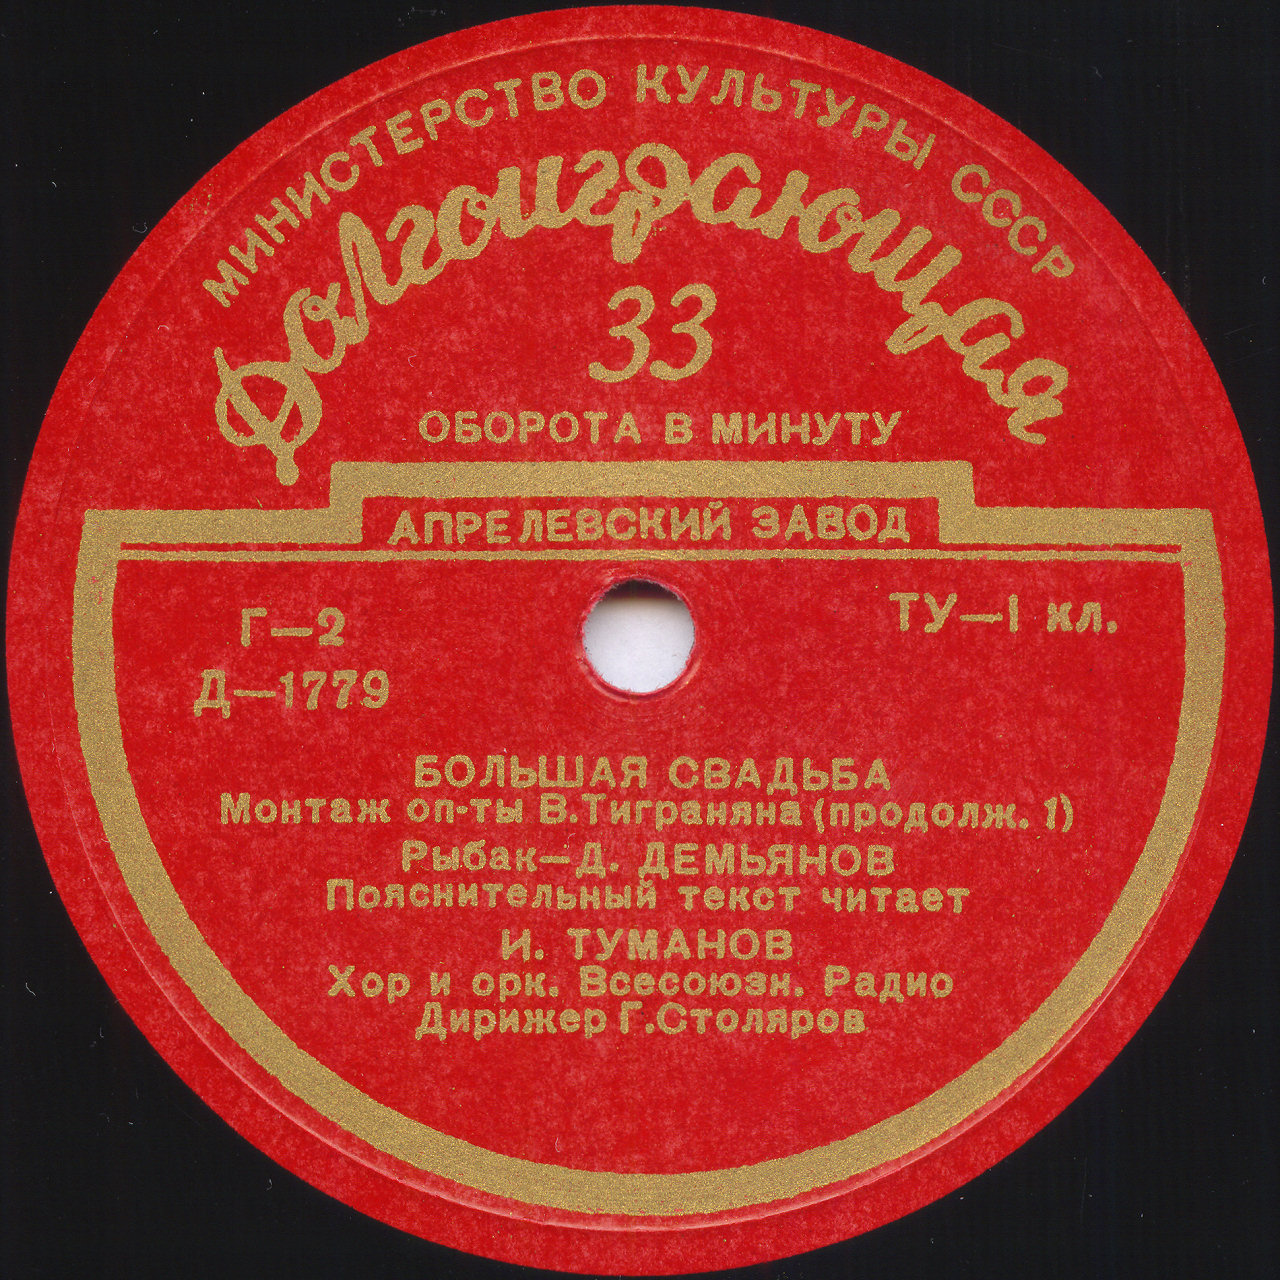 МИНИСТЕРСТВО КУЛЬТУРЫ СССР
Долгоиграющая
33
ОБОРОТА В МИНУТУ
АПРЕЛЕВСКИЙ ЗАВОД
Г—2
ТУ—1 кл.
Д—1779
БОЛЬШАЯ СВАДЬБА
Монтаж оп-ты В.Тиграняна (продолж. 1)
Рыбак—Д. ДЕМЬЯНОВ
Пояснительный текст читает
И. ТУМАНОВ
Хор и орк. Всесоюзн. Радио
Дирижер Г.Столяров